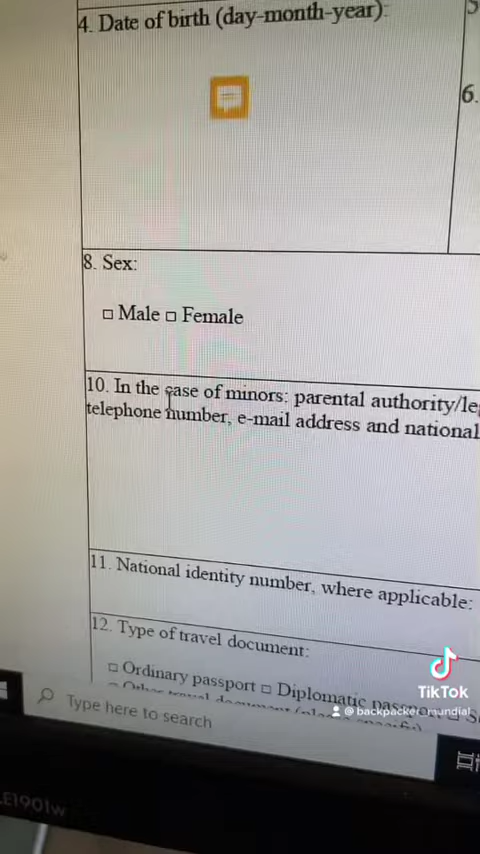 4. Date of birth (day-month-year):
6.
8. Sex:
□ Male □ Female
10. In the case of minors: parental authority/le
telephone number, e-mail address and national
11. National identity number, where applicable:
12. Type of travel document:
□ Ordinary passport □ Diplomatic passport □ S
Type here to search
TikTok
@backpackermundial
E1901W